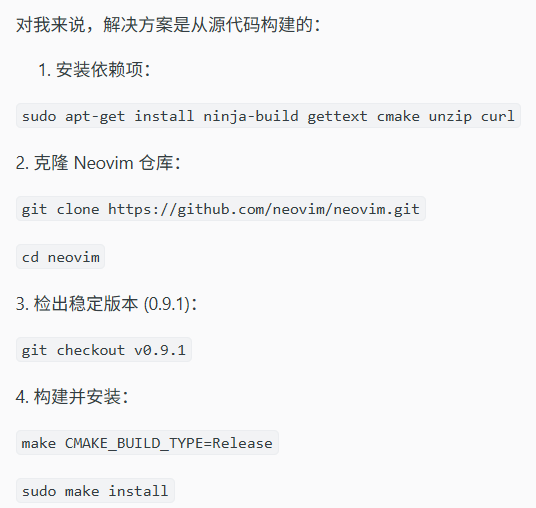 对我来说，解决方案是从源代码构建的：
1. 安装依赖项：
sudo apt-get install ninja-build gettext cmake unzip curl
2. 克隆 Neovim 仓库：
git clone https://github.com/neovim/neovim.git
cd neovim
3. 检出稳定版本 (0.9.1)：
git checkout v0.9.1
4. 构建并安装：
make CMAKE_BUILD_TYPE=Release
sudo make install